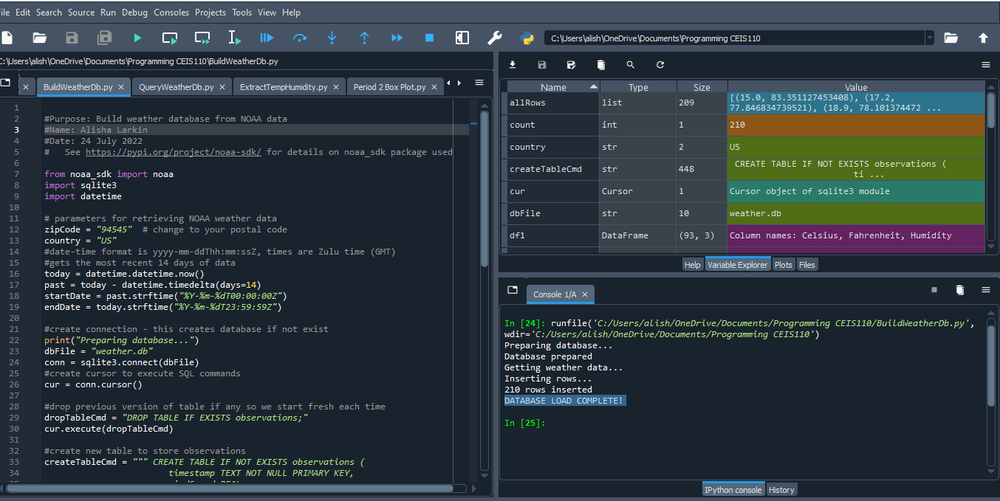 ile Edit Search Source Run Debug Consoles Projects Tools View Help
C:\Users\alish\OneDrive\Documents\Programming CEIS110
C:\Users\alish\OneDrive\Documents\Programming CEIS110\BuildWeatherDb.py
BuildWeatherDb.py QueryWeatherDb.py ExtractTempHumidity.py Period 2 Box Plot.py
1
2 #Purpose: Build weather database from NOAA data
3 #Name: Alisha Larkin
4 #Date: 24 July 2022
5 #   See https://pypi.org/project/noaa-sdk/ for details on noaa_sdk package used
6
7 from noaa_sdk import noaa
8 import sqlite3
9 import datetime
10
11 # parameters for retrieving NOAA weather data
12 zipCode = "94545"  # change to your postal code
13 country = "US"
14 #date-time format is yyyy-mm-ddThh:mm:ssZ, times are Zulu time (GMT)
15 #gets the most recent 14 days of data
16 today = datetime.datetime.now()
17 past = today - datetime.timedelta(days=14)
18 startDate = past.strftime("%Y-%m-%dT00:00:00Z")
19 endDate = today.strftime("%Y-%m-%dT23:59:59Z")
20
21 #create connection - this creates database if not exist
22 print("Preparing database...")
23 dbFile = "weather.db"
24 conn = sqlite3.connect(dbFile)
25 #create cursor to execute SQL commands
26 cur = conn.cursor()
27
28 #drop previous version of table if any so we start fresh each time
29 dropTableCmd = "DROP TABLE IF EXISTS observations;"
30 cur.execute(dropTableCmd)
31
32 #create new table to store observations
33 createTableCmd = """ CREATE TABLE IF NOT EXISTS observations (
34 timestamp TEXT NOT NULL PRIMARY KEY,
Name Type Size Value
allRows list 209 [(15.0, 83.351127453408), (17.2,
77.846834739521), (18.9, 78.101374472 ...
count int 1 210
country str 2 US
createTableCmd str 448 CREATE TABLE IF NOT EXISTS observations (
ti ...
cur Cursor 1 Cursor object of sqlite3 module
dbFile str 10 weather.db
df1 DataFrame (93, 3) Column names: Celsius, Fahrenheit, Humidity
Help Variable Explorer Plots Files
Console 1/A
In [24]: runfile('C:/Users/alish/OneDrive/Documents/Programming CEIS110/BuildWeatherDb.py',
wdir='C:/Users/alish/OneDrive/Documents/Programming CEIS110')
Preparing database...
Database prepared
Getting weather data...
Inserting rows...
210 rows inserted
DATABASE LOAD COMPLETE!
In [25]:
IPython console History